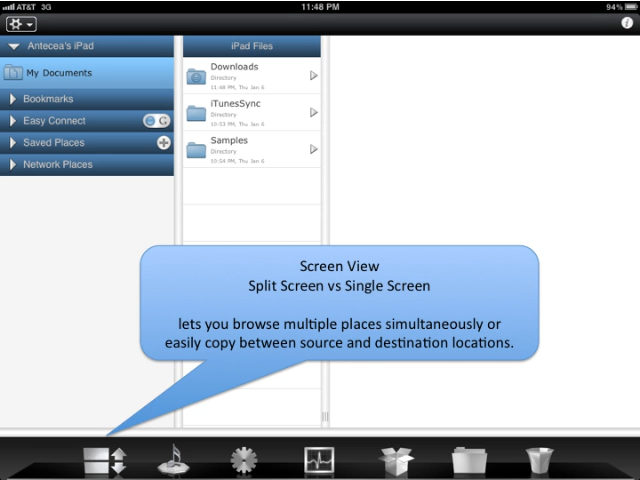 AT&T 3G
11:48 PM
94%
Antecea's iPad
My Documents
Bookmarks
Easy Connect
G
Saved Places
Network Places
iPad Files
Downloads
Directory
11:48 PM, Thu Jan 6
iTunesSync
Directory
10:53 PM, Thu Jan 6
Samples
Directory
10:54 PM, Thu Jan 6
Screen View
Split Screen vs Single Screen
lets you browse multiple places simultaneously or
easily copy between source and destination locations.